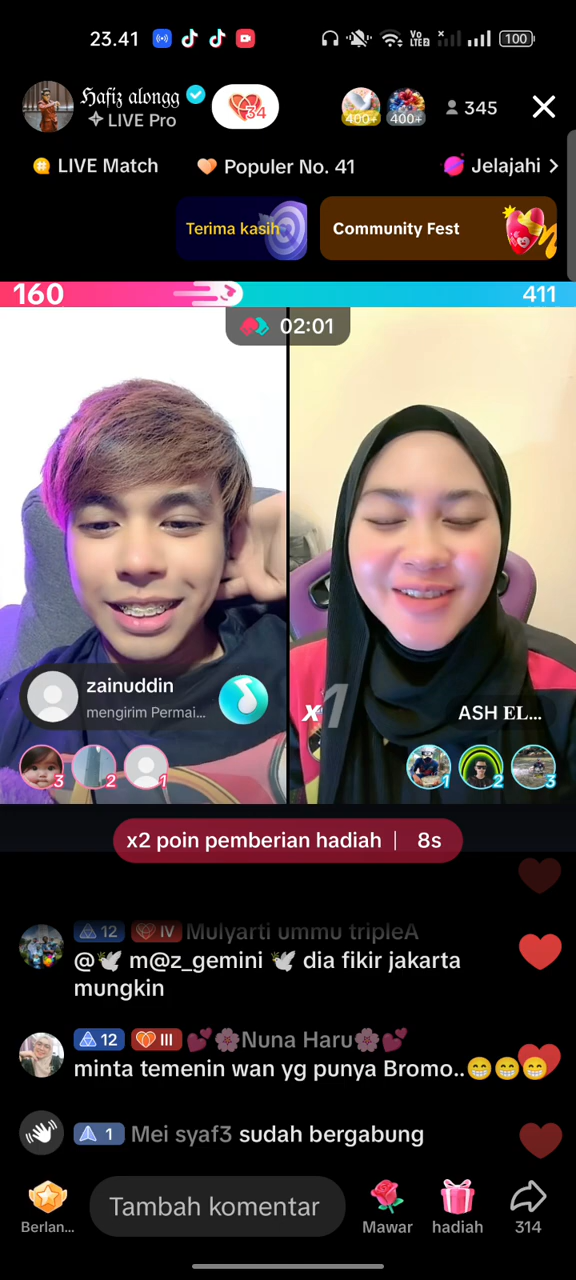 23.41
Vo LTE2
100
Hafiz alongg
LIVE Pro
34
400+
400+
345
LIVE Match
Populer No. 41
Jelajahi
Terima kasih
Community Fest
160
411
02:01
zainuddin
mengirim Permai...
x1
ASH EL...
3
2
1
1
2
3
x2 poin pemberian hadiah | 8s
12 IV Mulyarti ummu tripleA
@🕊 m@z_gemini 🕊 dia fikir jakarta
mungkin
12 III 💕🌸Nuna Haru🌸💕
minta temenin wan yg punya Bromo..😁😁😁
1 Mei syaf3 sudah bergabung
Berlan...
Tambah komentar
Mawar
hadiah
314